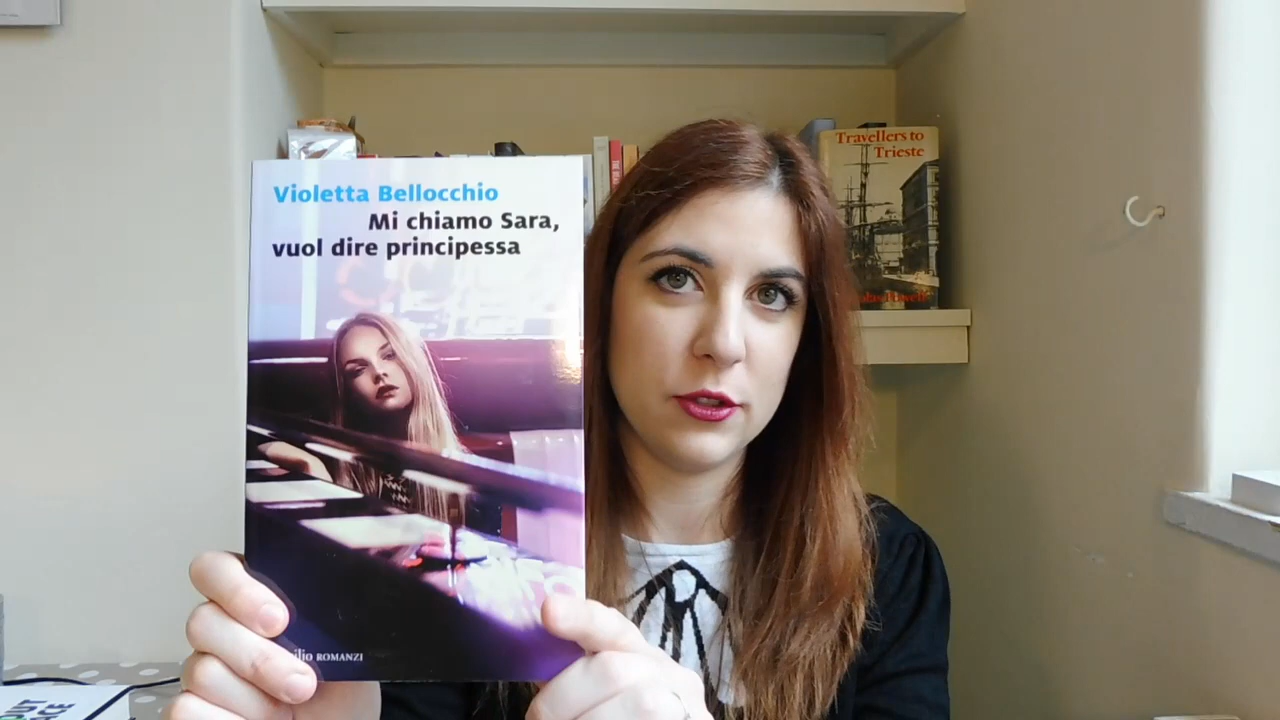 Violetta Bellocchio
Mi chiamo Sara,
vuol dire principessa
ROMANZI
Travellers to
Trieste